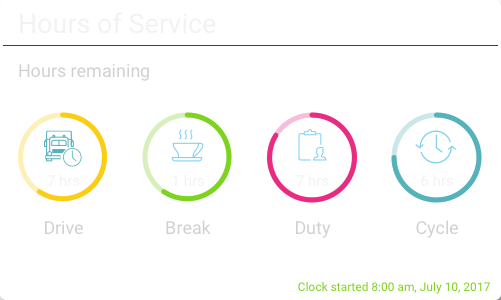 Hours of Service
Hours remaining
7 hrs
1 hrs
7 hrs
6 hrs
Drive
Break
Duty
Cycle
Clock started 8:00 am, July 10, 2017